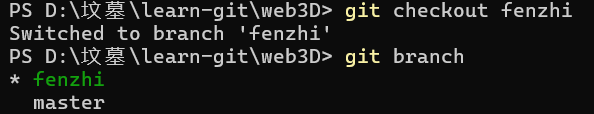 PS D:\坟墓\learn-git\web3D> git checkout fenzhi
Switched to branch 'fenzhi'
PS D:\坟墓\learn-git\web3D> git branch
* fenzhi
  master